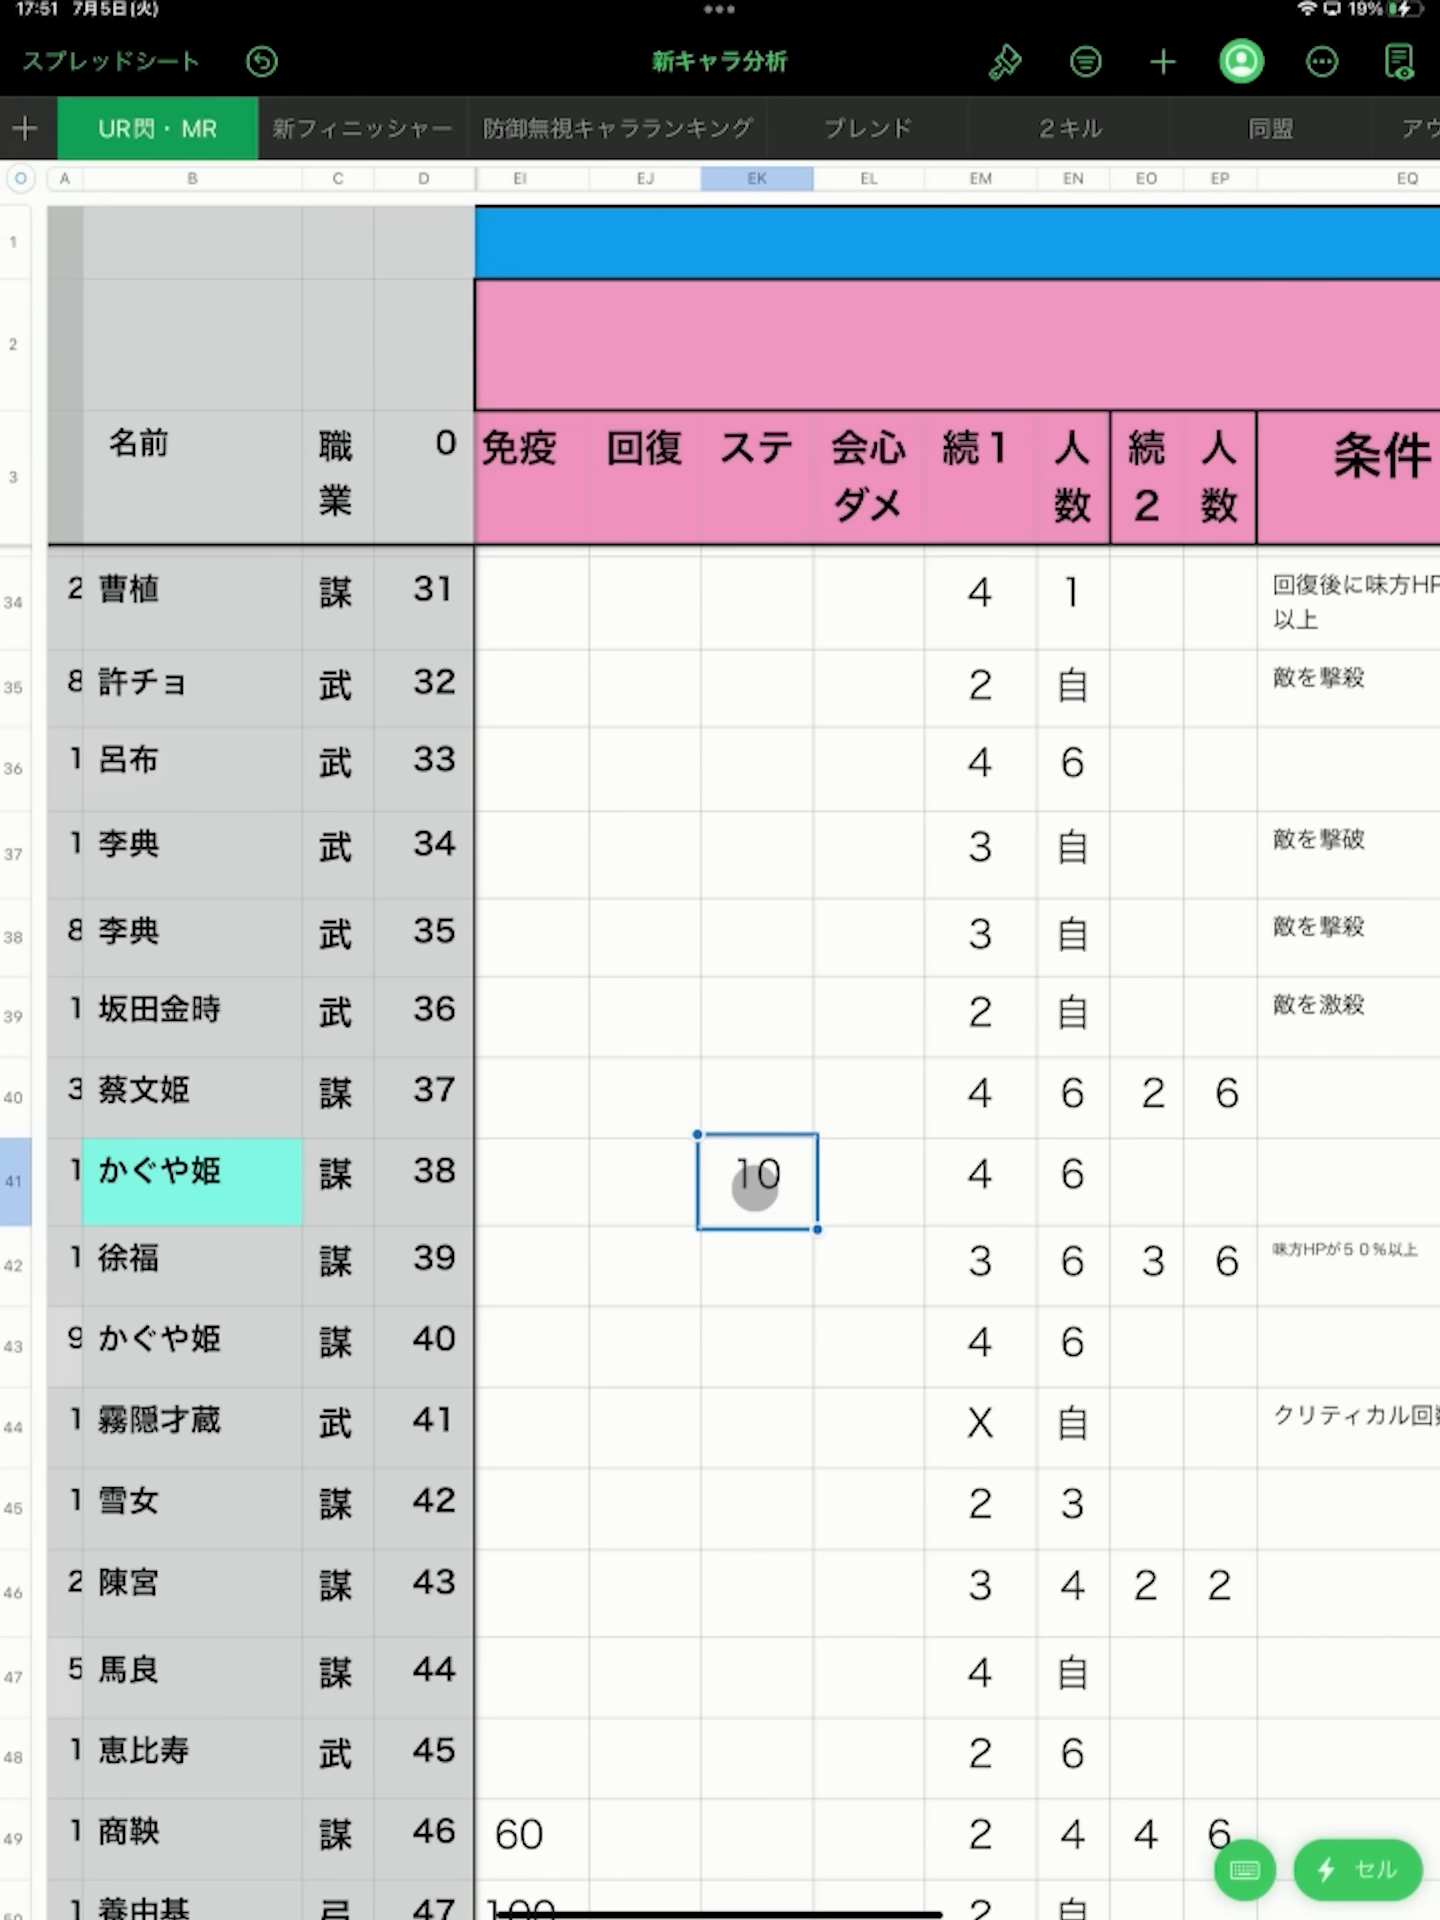 17:51 7月5日(火)
19%
スプレッドシート 新キャラ分析
UR閃・MR 新フィニッシャー 防御無視キャラランキング ブレンド 2キル 同盟
A B C D EI EJ EK EL EM EN EO EP EQ
1
2
3 名前 職業 0 免疫 回復 ステ 会心ダメ 続1 人数 続2 人数 条件
34 2 曹植 謀 31 4 1 回復後に味方HP
以上
35 8 許チョ 武 32 2 自 敵を撃殺
36 1 呂布 武 33 4 6
37 1 李典 武 34 3 自 敵を撃破
38 8 李典 武 35 3 自 敵を撃殺
39 1 坂田金時 武 36 2 自 敵を激殺
40 3 蔡文姫 謀 37 4 6 2 6
41 1 かぐや姫 謀 38 10 4 6
42 1 徐福 謀 39 3 6 3 6 味方HPが50%以上
43 9 かぐや姫 謀 40 4 6
44 1 霧隠才蔵 武 41 X 自 クリティカル回
45 1 雪女 謀 42 2 3
46 2 陳宮 謀 43 3 4 2 2
47 5 馬良 謀 44 4 自
48 1 恵比寿 武 45 2 6
49 1 商鞅 謀 46 60 2 4 4 6
セル
1 養由基 弓 47 100 2 自